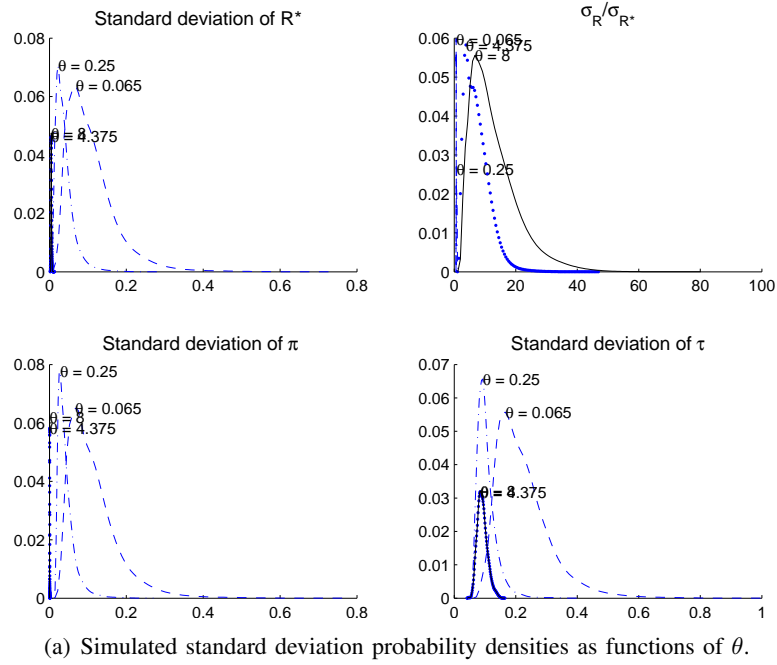 Standard deviation of R*
0.08
0.06
0.04
0.02
0
0 0.2 0.4 0.6 0.8
θ = 0.25
θ = 0.065
θ = 8
θ = 4.375
σR/σR*
0.06
0.05
0.04
0.03
0.02
0.01
0
0 20 40 60 80 100
θ = 0.065
θ = 4.375
θ = 8
θ = 0.25
Standard deviation of π
0.08
0.06
0.04
0.02
0
0 0.2 0.4 0.6 0.8
θ = 0.25
θ = 0.065
θ = 8
θ = 4.375
Standard deviation of τ
0.07
0.06
0.05
0.04
0.03
0.02
0.01
0
0 0.2 0.4 0.6 0.8 1
θ = 0.25
θ = 0.065
θ = 8
θ = 4.375
(a) Simulated standard deviation probability densities as functions of θ.